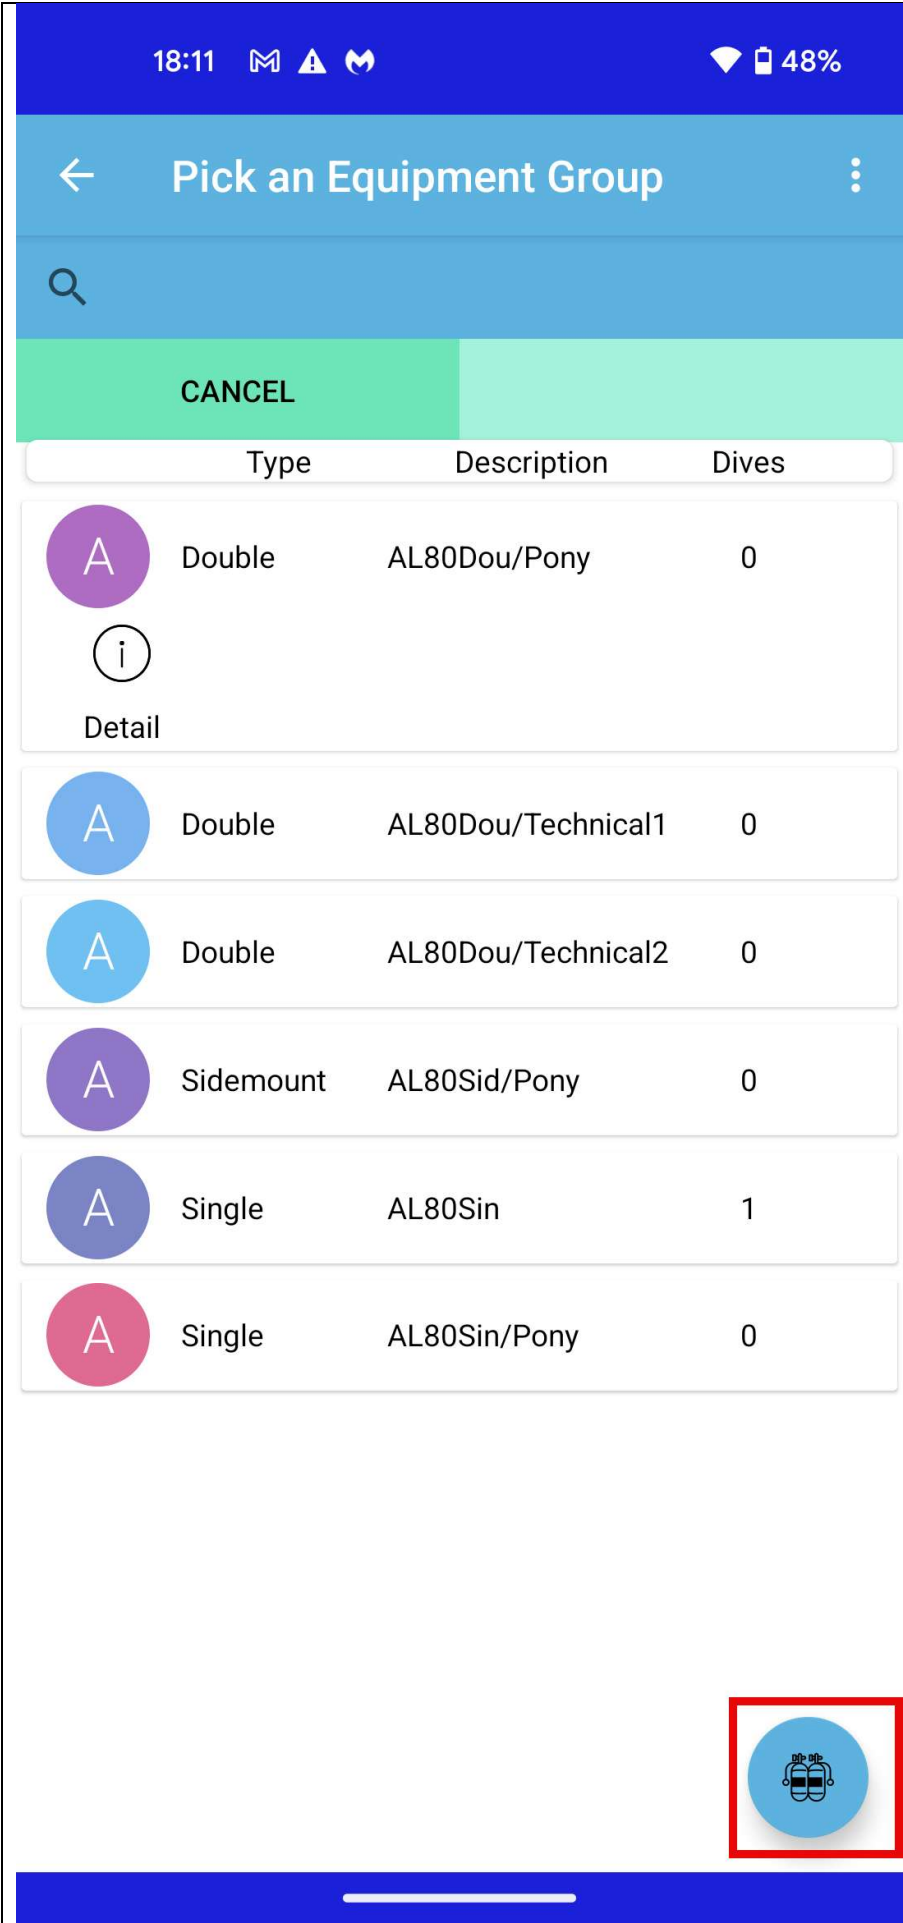 18:11 48%
Pick an Equipment Group
CANCEL
Type Description Dives
A Double AL80Dou/Pony 0
i
Detail
A Double AL80Dou/Technical1 0
A Double AL80Dou/Technical2 0
A Sidemount AL80Sid/Pony 0
A Single AL80Sin 1
A Single AL80Sin/Pony 0